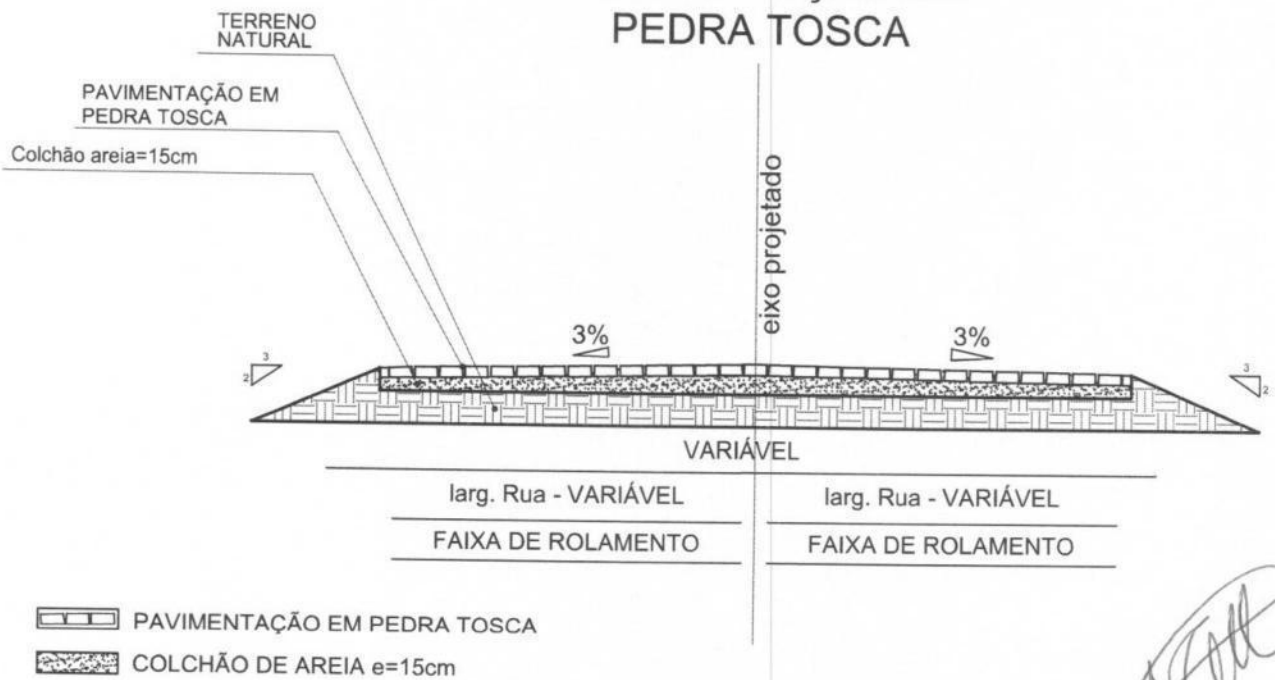 PEDRA TOSCA
TERRENO
NATURAL
PAVIMENTAÇÃO EM
PEDRA TOSCA
Colchão areia=15cm
eixo projetado
3%
3%
3
2
3
2
VARIÁVEL
larg. Rua - VARIÁVEL
larg. Rua - VARIÁVEL
FAIXA DE ROLAMENTO
FAIXA DE ROLAMENTO
PAVIMENTAÇÃO EM PEDRA TOSCA
COLCHÃO DE AREIA e=15cm